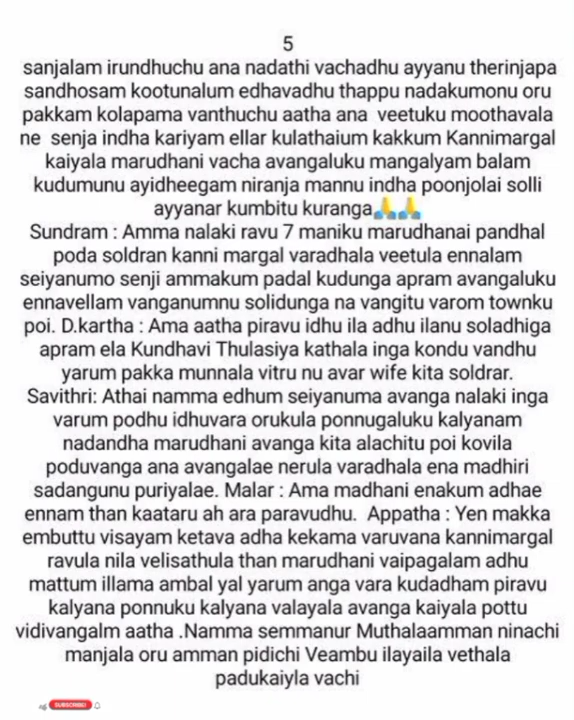 5
sanjalam irundhuchu ana nadathi vachadhu ayyanu therinjapa
sandhosam kootunalum edhavadhu thappu nadakumonu oru
pakkam kolapama vanthuchu aatha ana veetuku moothavala
ne senja indha kariyam ellar kulathaium kakkum Kannimargal
kaiyala marudhani vacha avangaluku mangalyam balam
kudumunu ayidheegam niranja mannu indha poonjolai solli
ayyanar kumbitu kuranga🙏🙏
Sundram : Amma nalaki ravu 7 maniku marudhanai pandhal
poda soldran kanni margal varadhala veetula ennalam
seiyanumo senji ammakum padal kudunga apram avangaluku
ennavellam vanganumnu solidunga na vangitu varom townku
poi. D.kartha : Ama aatha piravu idhu ila adhu ilanu soladhiga
apram ela Kundhavi Thulasiya kathala inga kondu vandhu
yarum pakka munnala vitru nu avar wife kita soldrar.
Savithri: Athai namma edhum seiyanuma avanga nalaki inga
varum podhu idhuvara orukula ponnugaluku kalyanam
nadandha marudhani avanga kita alachitu poi kovila
poduvanga ana avangalae nerula varadhala ena madhiri
sadangunu puriyalae. Malar : Ama madhani enakum adhae
ennam than kaataru ah ara paravudhu. Appatha : Yen makka
embuttu visayam ketava adha kekama varuvana kannimargal
ravula nila velisathula than marudhani vaipagalam adhu
mattum illama ambal yal yarum anga vara kudadham piravu
kalyana ponnuku kalyana valayala avanga kaiyala pottu
vidivangalm aatha .Namma semmanur Muthalaamman ninachi
manjala oru amman pidichi Veambu ilayaila vethala
padukaiyla vachi
SUBSCRIBED